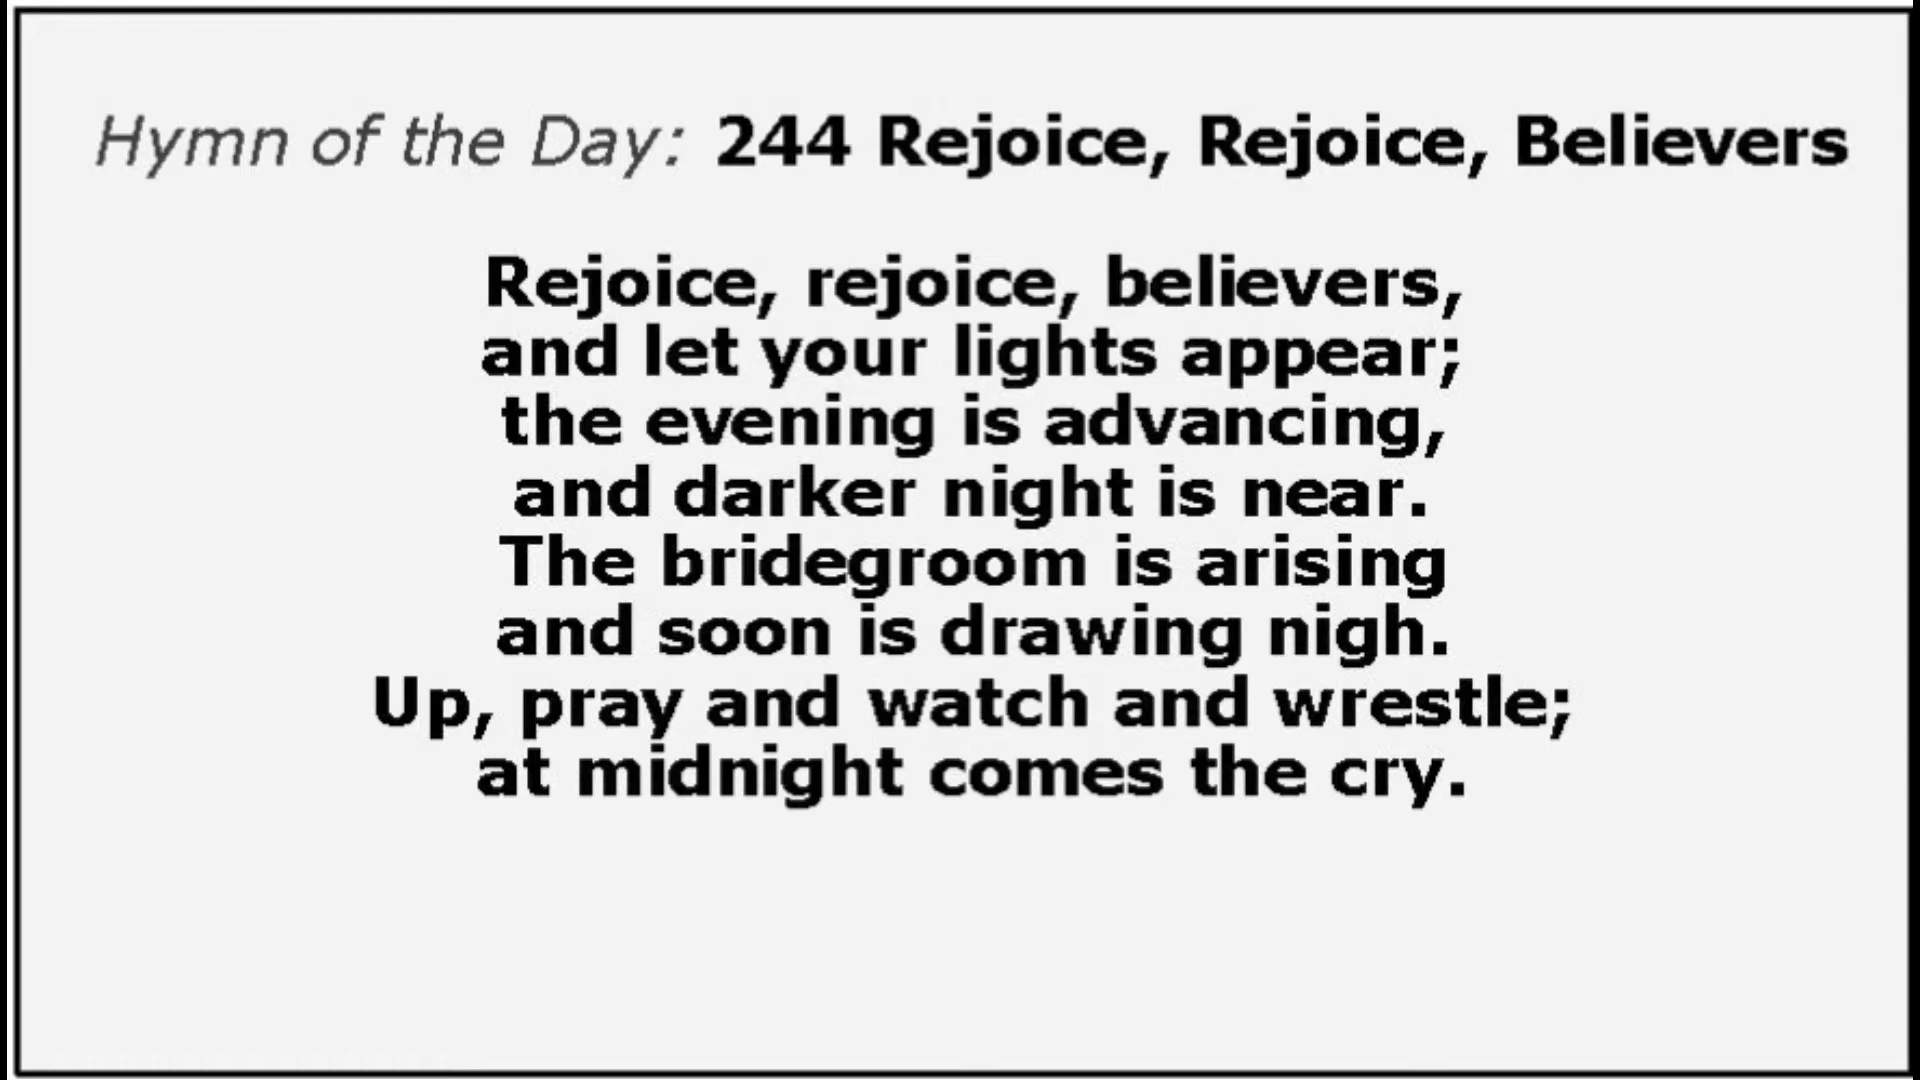 Hymn of the Day: 244 Rejoice, Rejoice, Believers
Rejoice, rejoice, believers,
and let your lights appear;
the evening is advancing,
and darker night is near.
The bridegroom is arising
and soon is drawing nigh.
Up, pray and watch and wrestle;
at midnight comes the cry.